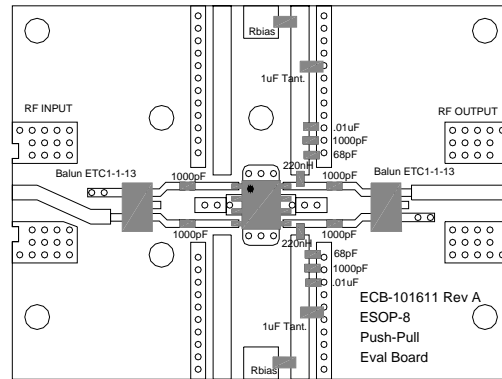 Rbias
1uF Tant.
RF INPUT
RF OUTPUT
.01uF
1000pF
68pF
220nH
Balun ETC1-1-13
1000pF
1000pF
Balun ETC1-1-13
1000pF
220nH
1000pF
68pF
1000pF
.01uF
1uF Tant.
Rbias
ECB-101611 Rev A
ESOP-8
Push-Pull
Eval Board